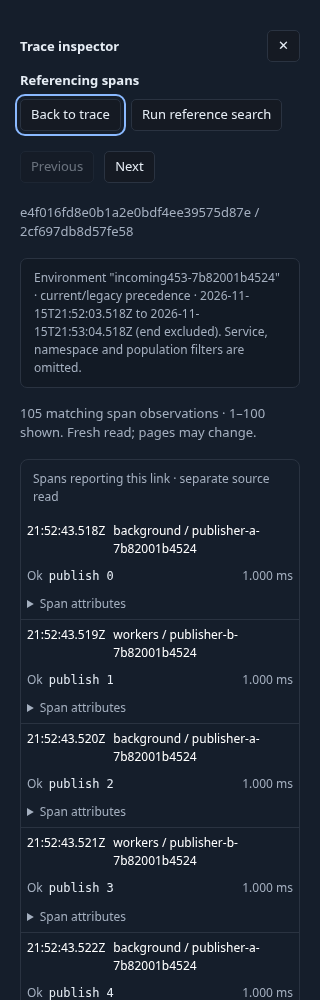 Trace inspector
✕
Referencing spans
Back to trace
Run reference search
Previous
Next
e4f016fd8e0b1a2e0bdf4ee39575d87e /
2cf697db8d57fe58
Environment "incoming453-7b82001b4524"
· current/legacy precedence · 2026-11-
15T21:52:03.518Z to 2026-11-
15T21:53:04.518Z (end excluded). Service,
namespace and population filters are
omitted.
105 matching span observations · 1–100
shown. Fresh read; pages may change.
Spans reporting this link · separate source
read
21:52:43.518Z background / publisher-a-
7b82001b4524
Ok publish 0 1.000 ms
▶ Span attributes
21:52:43.519Z workers / publisher-b-
7b82001b4524
Ok publish 1 1.000 ms
▶ Span attributes
21:52:43.520Z background / publisher-a-
7b82001b4524
Ok publish 2 1.000 ms
▶ Span attributes
21:52:43.521Z workers / publisher-b-
7b82001b4524
Ok publish 3 1.000 ms
▶ Span attributes
21:52:43.522Z background / publisher-a-
7b82001b4524
Ok publish 4 1.000 ms